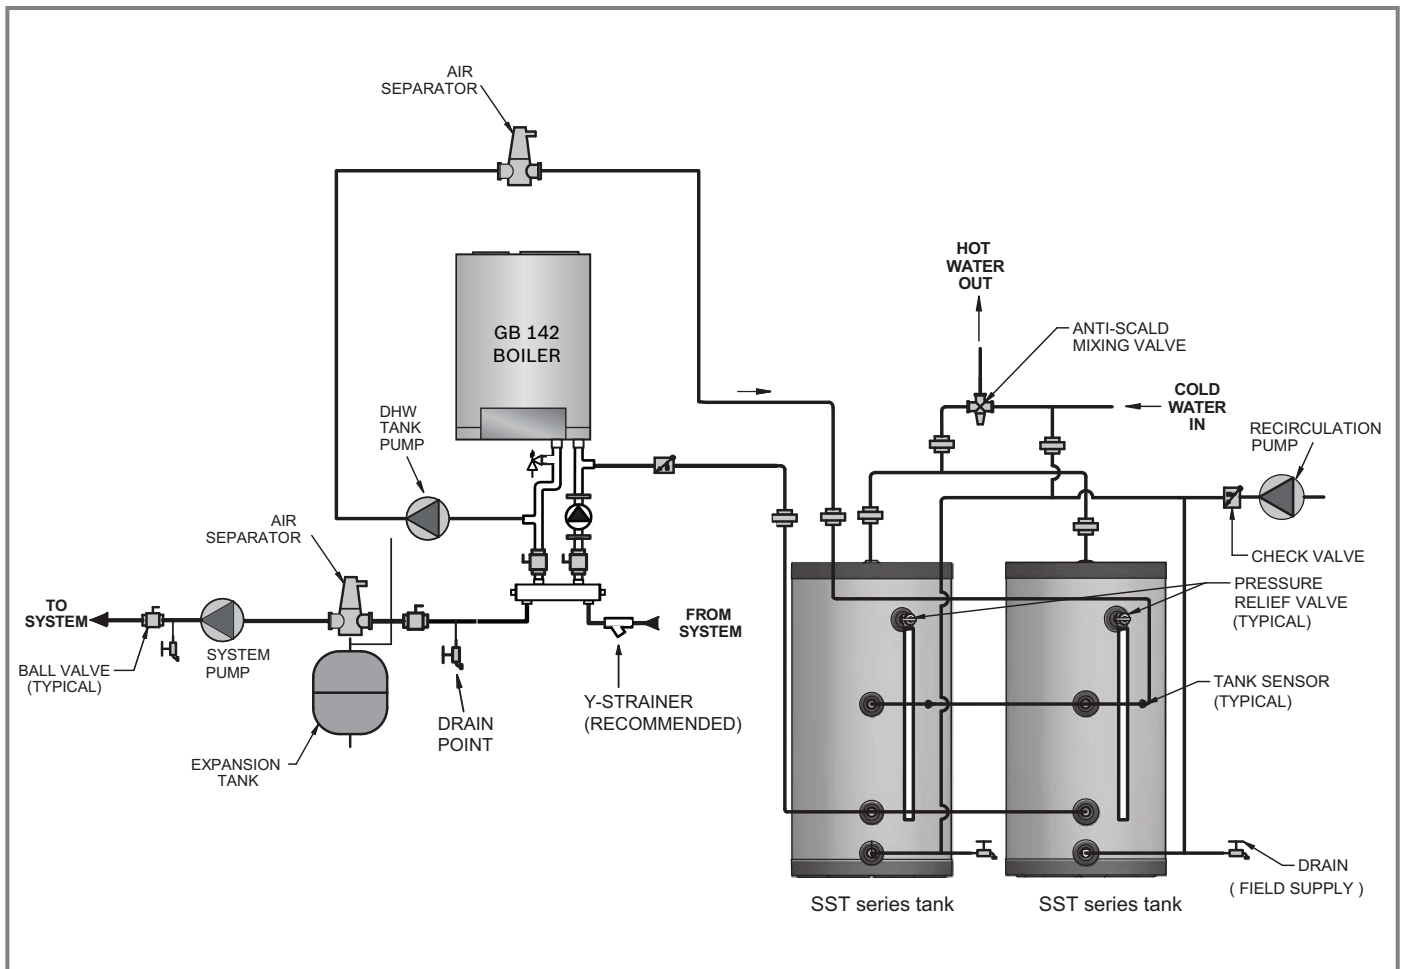 AIR
SEPARATOR
GB 142
BOILER
HOT
WATER
OUT
ANTI-SCALD
MIXING VALVE
COLD
WATER
IN
DHW
TANK
PUMP
RECIRCULATION
PUMP
AIR
SEPARATOR
CHECK VALVE
PRESSURE
RELIEF VALVE
(TYPICAL)
TO
SYSTEM
FROM
SYSTEM
SYSTEM
PUMP
BALL VALVE
(TYPICAL)
TANK SENSOR
(TYPICAL)
Y-STRAINER
(RECOMMENDED)
DRAIN
POINT
EXPANSION
TANK
DRAIN
( FIELD SUPPLY )
SST series tank
SST series tank